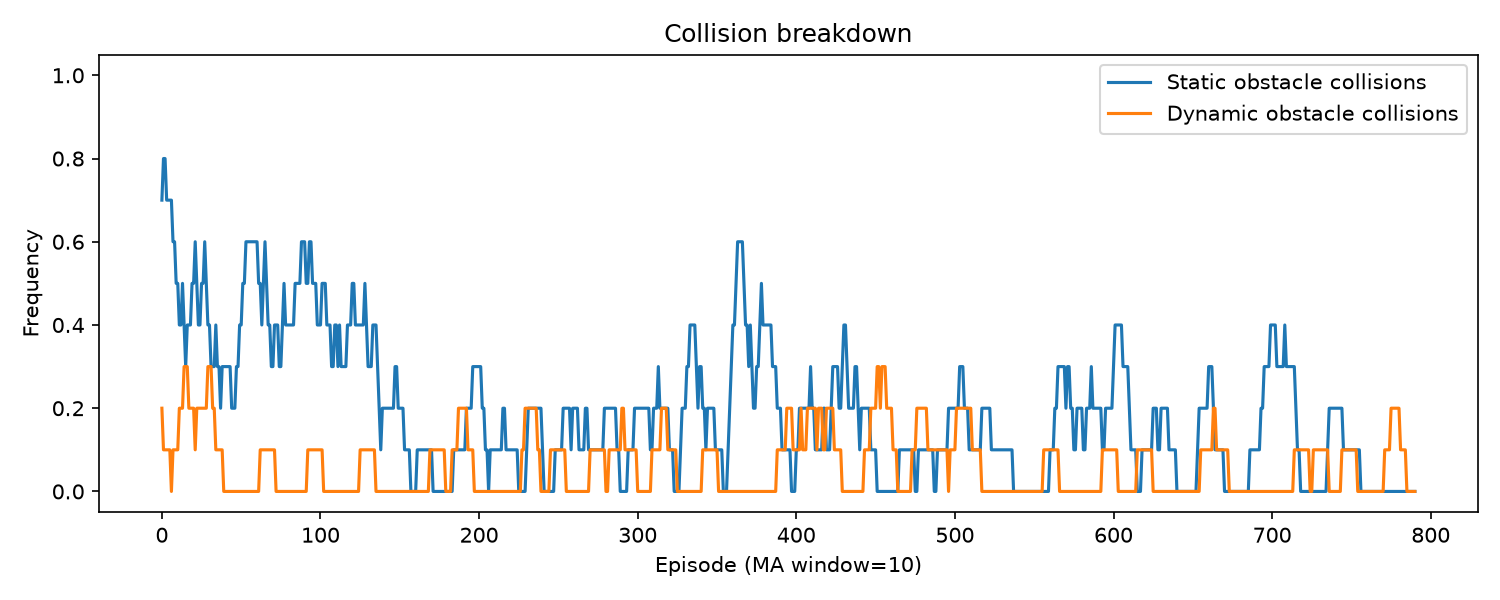 Collision breakdown
Static obstacle collisions
Dynamic obstacle collisions
Frequency
1.0
0.8
0.6
0.4
0.2
0.0
0 100 200 300 400 500 600 700 800
Episode (MA window=10)